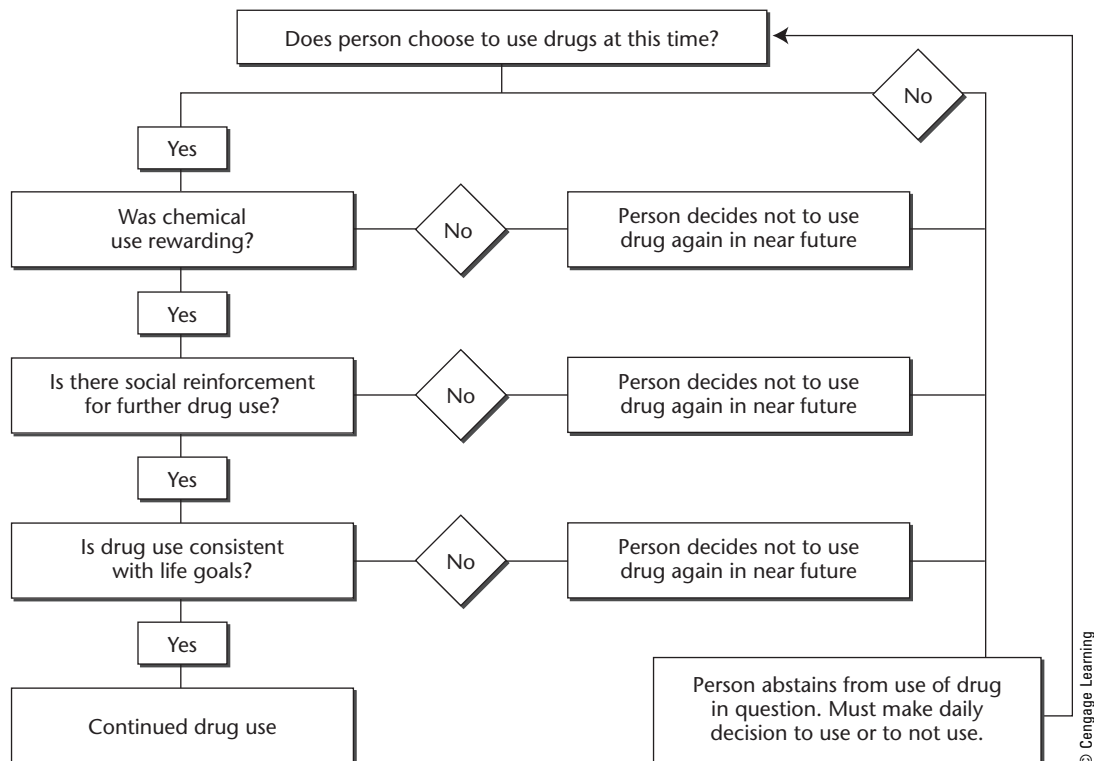 Does person choose to use drugs at this time?
No
Yes
Was chemical
use rewarding?
No
Person decides not to use
drug again in near future
Yes
Is there social reinforcement
for further drug use?
No
Person decides not to use
drug again in near future
Yes
Is drug use consistent
with life goals?
No
Person decides not to use
drug again in near future
Yes
Continued drug use
Person abstains from use of drug
in question. Must make daily
decision to use or to not use.
© Cengage Learning